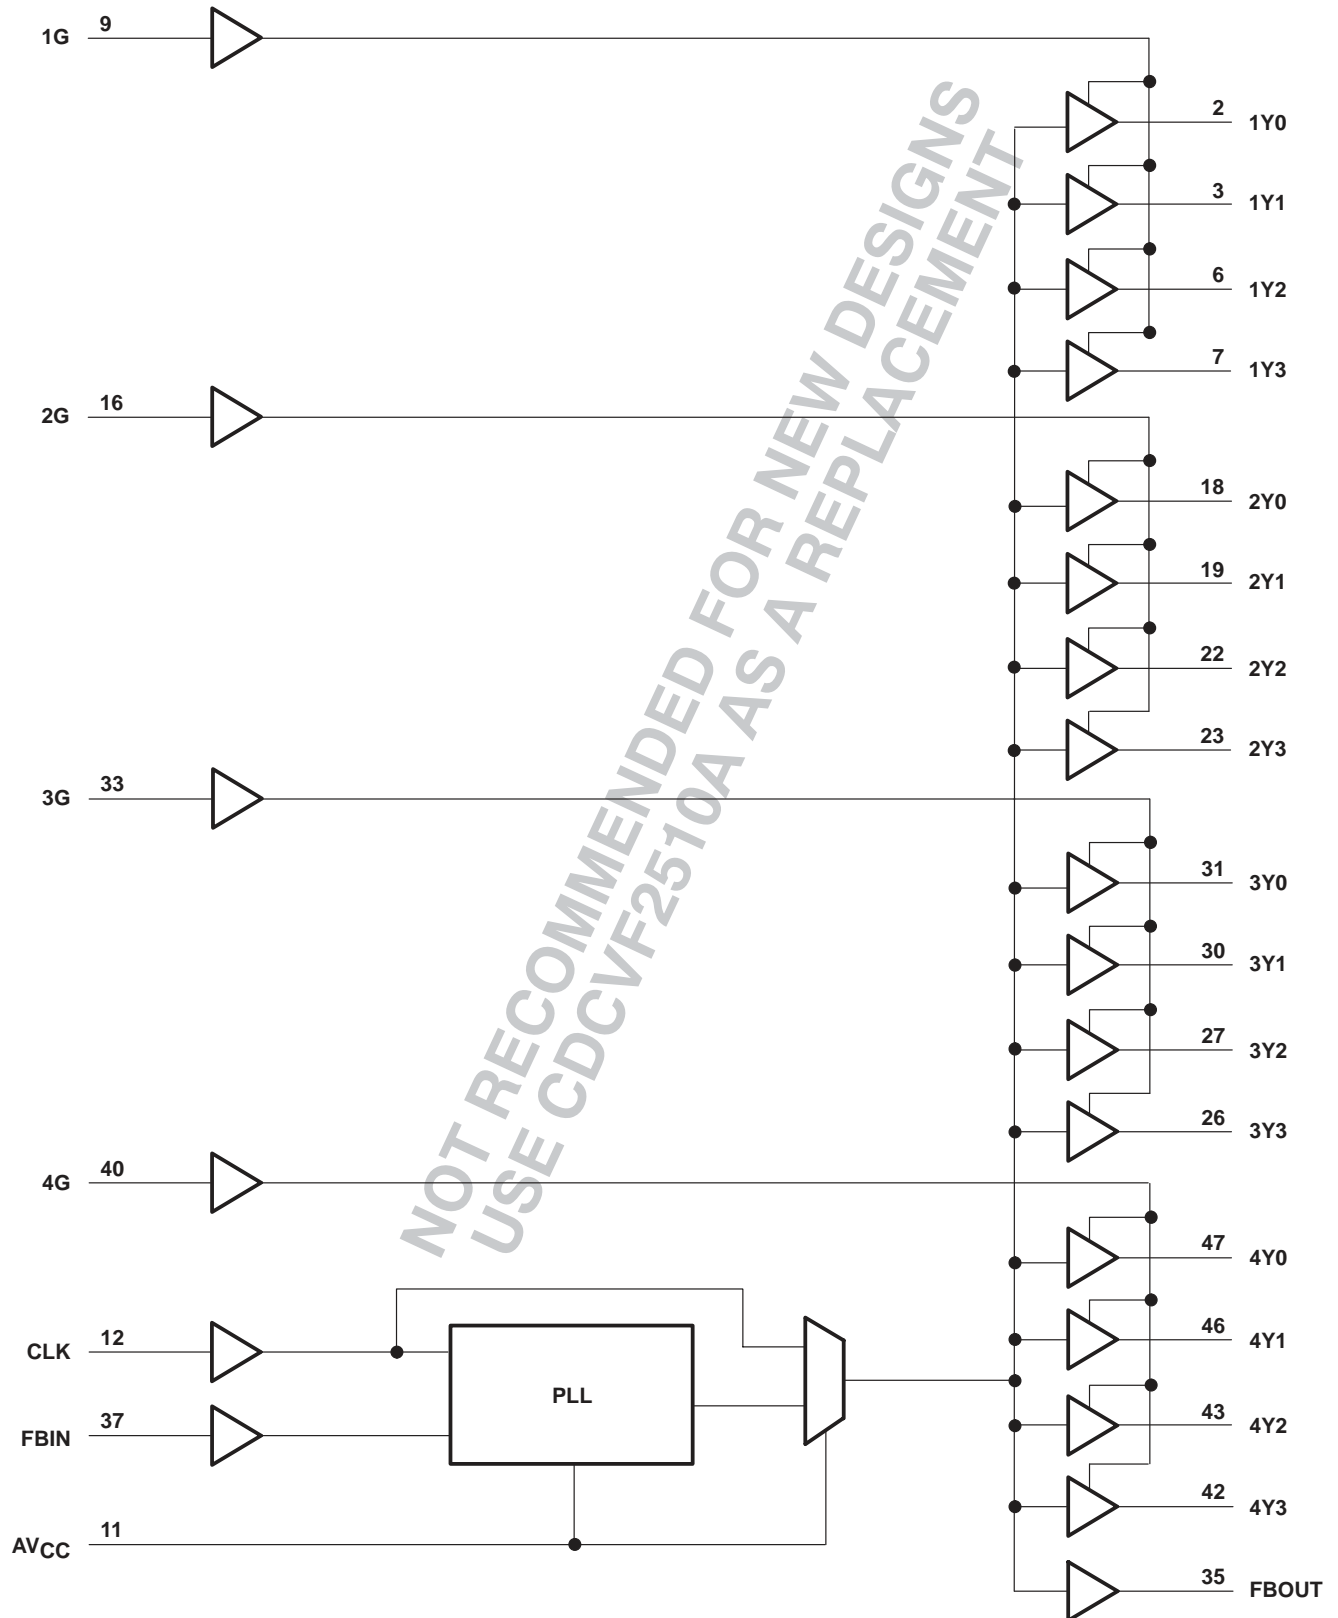 1G 9
2 1Y0
3 1Y1
6 1Y2
7 1Y3
2G 16
18 2Y0
19 2Y1
22 2Y2
23 2Y3
3G 33
31 3Y0
30 3Y1
27 3Y2
26 3Y3
4G 40
47 4Y0
CLK 12
46 4Y1
PLL
FBIN 37
43 4Y2
42 4Y3
AVCC 11
35 FBOUT
NOT RECOMMENDED FOR NEW DESIGNS
USE CDCVF2510A AS A REPLACEMENT